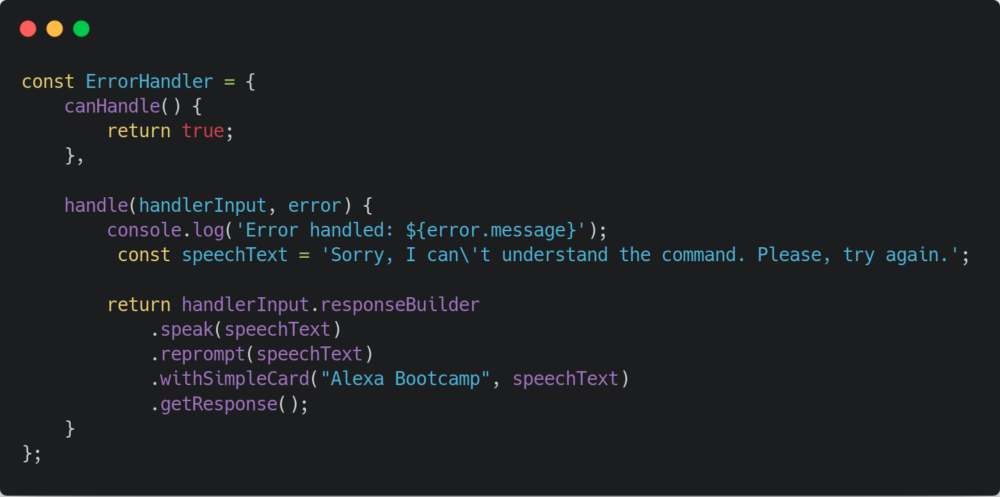 const ErrorHandler = {
    canHandle() {
        return true;
    },

    handle(handlerInput, error) {
        console.log('Error handled: ${error.message}');
         const speechText = 'Sorry, I can\'t understand the command. Please, try again.';

        return handlerInput.responseBuilder
            .speak(speechText)
            .reprompt(speechText)
            .withSimpleCard("Alexa Bootcamp", speechText)
            .getResponse();
    }
};